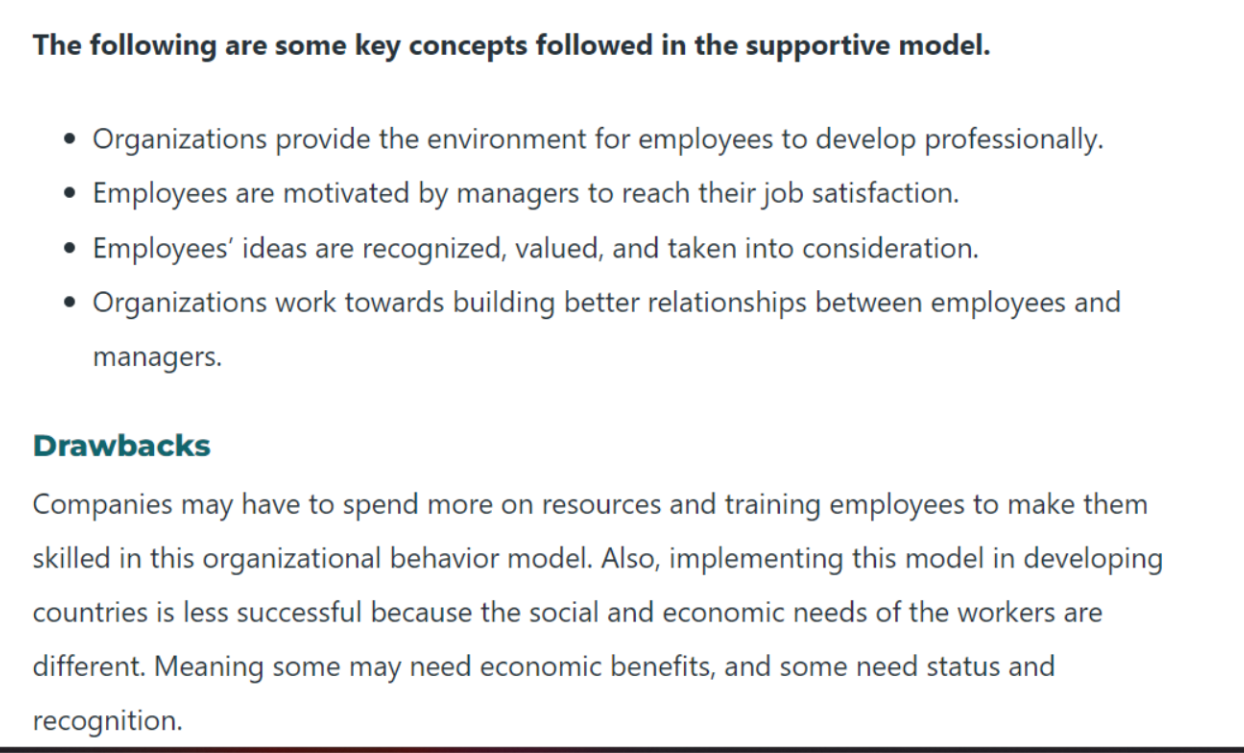 The following are some key concepts followed in the supportive model.
• Organizations provide the environment for employees to develop professionally.
• Employees are motivated by managers to reach their job satisfaction.
• Employees’ ideas are recognized, valued, and taken into consideration.
• Organizations work towards building better relationships between employees and
managers.
Drawbacks
Companies may have to spend more on resources and training employees to make them
skilled in this organizational behavior model. Also, implementing this model in developing
countries is less successful because the social and economic needs of the workers are
different. Meaning some may need economic benefits, and some need status and
recognition.